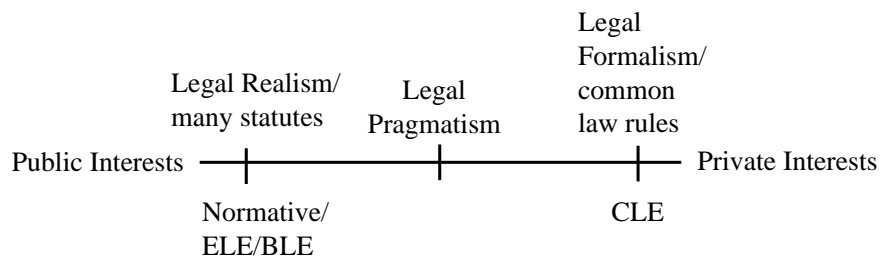 Legal Realism/
many statutes
Legal
Pragmatism
Legal
Formalism/
common
law rules
Public Interests
Private Interests
Normative/
ELE/BLE
CLE